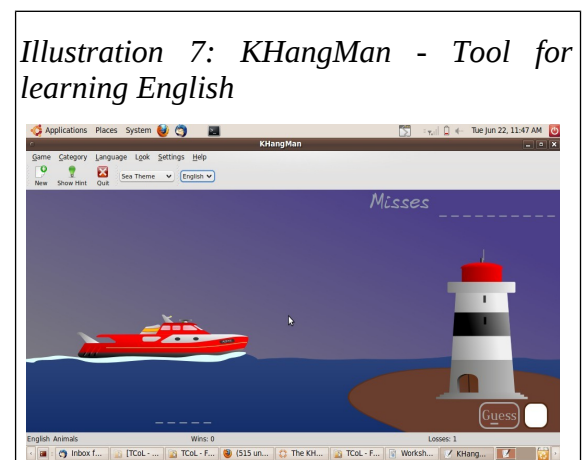 Illustration 7: KHangMan - Tool for
learning English
Applications Places System Tue Jun 22, 11:47 AM
KHangMan
Game Category Language Look Settings Help
New Show Hint Quit Sea Theme English
Misses _ _ _ _ _ _ _ _ _ _
Guess
_ _ _ _ _
English Animals Wins: 0 Losses: 1
Inbox f... [TCoL - ... TCoL - F... (515 un... The KH... TCoL - F... Worksh... KHang...